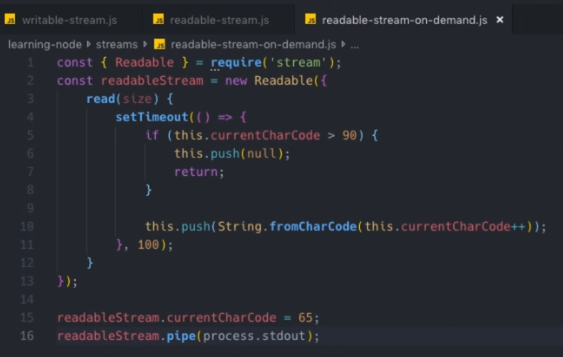 writable-stream.js readable-stream.js readable-stream-on-demand.js ×
learning-node › streams › readable-stream-on-demand.js › ...
1 const { Readable } = require('stream');
2 const readableStream = new Readable({
3 read(size) {
4 setTimeout(() => {
5 if (this.currentCharCode > 90) {
6 this.push(null);
7 return;
8 }
9
10 this.push(String.fromCharCode(this.currentCharCode++));
11 }, 100);
12 }
13 });
14
15 readableStream.currentCharCode = 65;
16 readableStream.pipe(process.stdout);